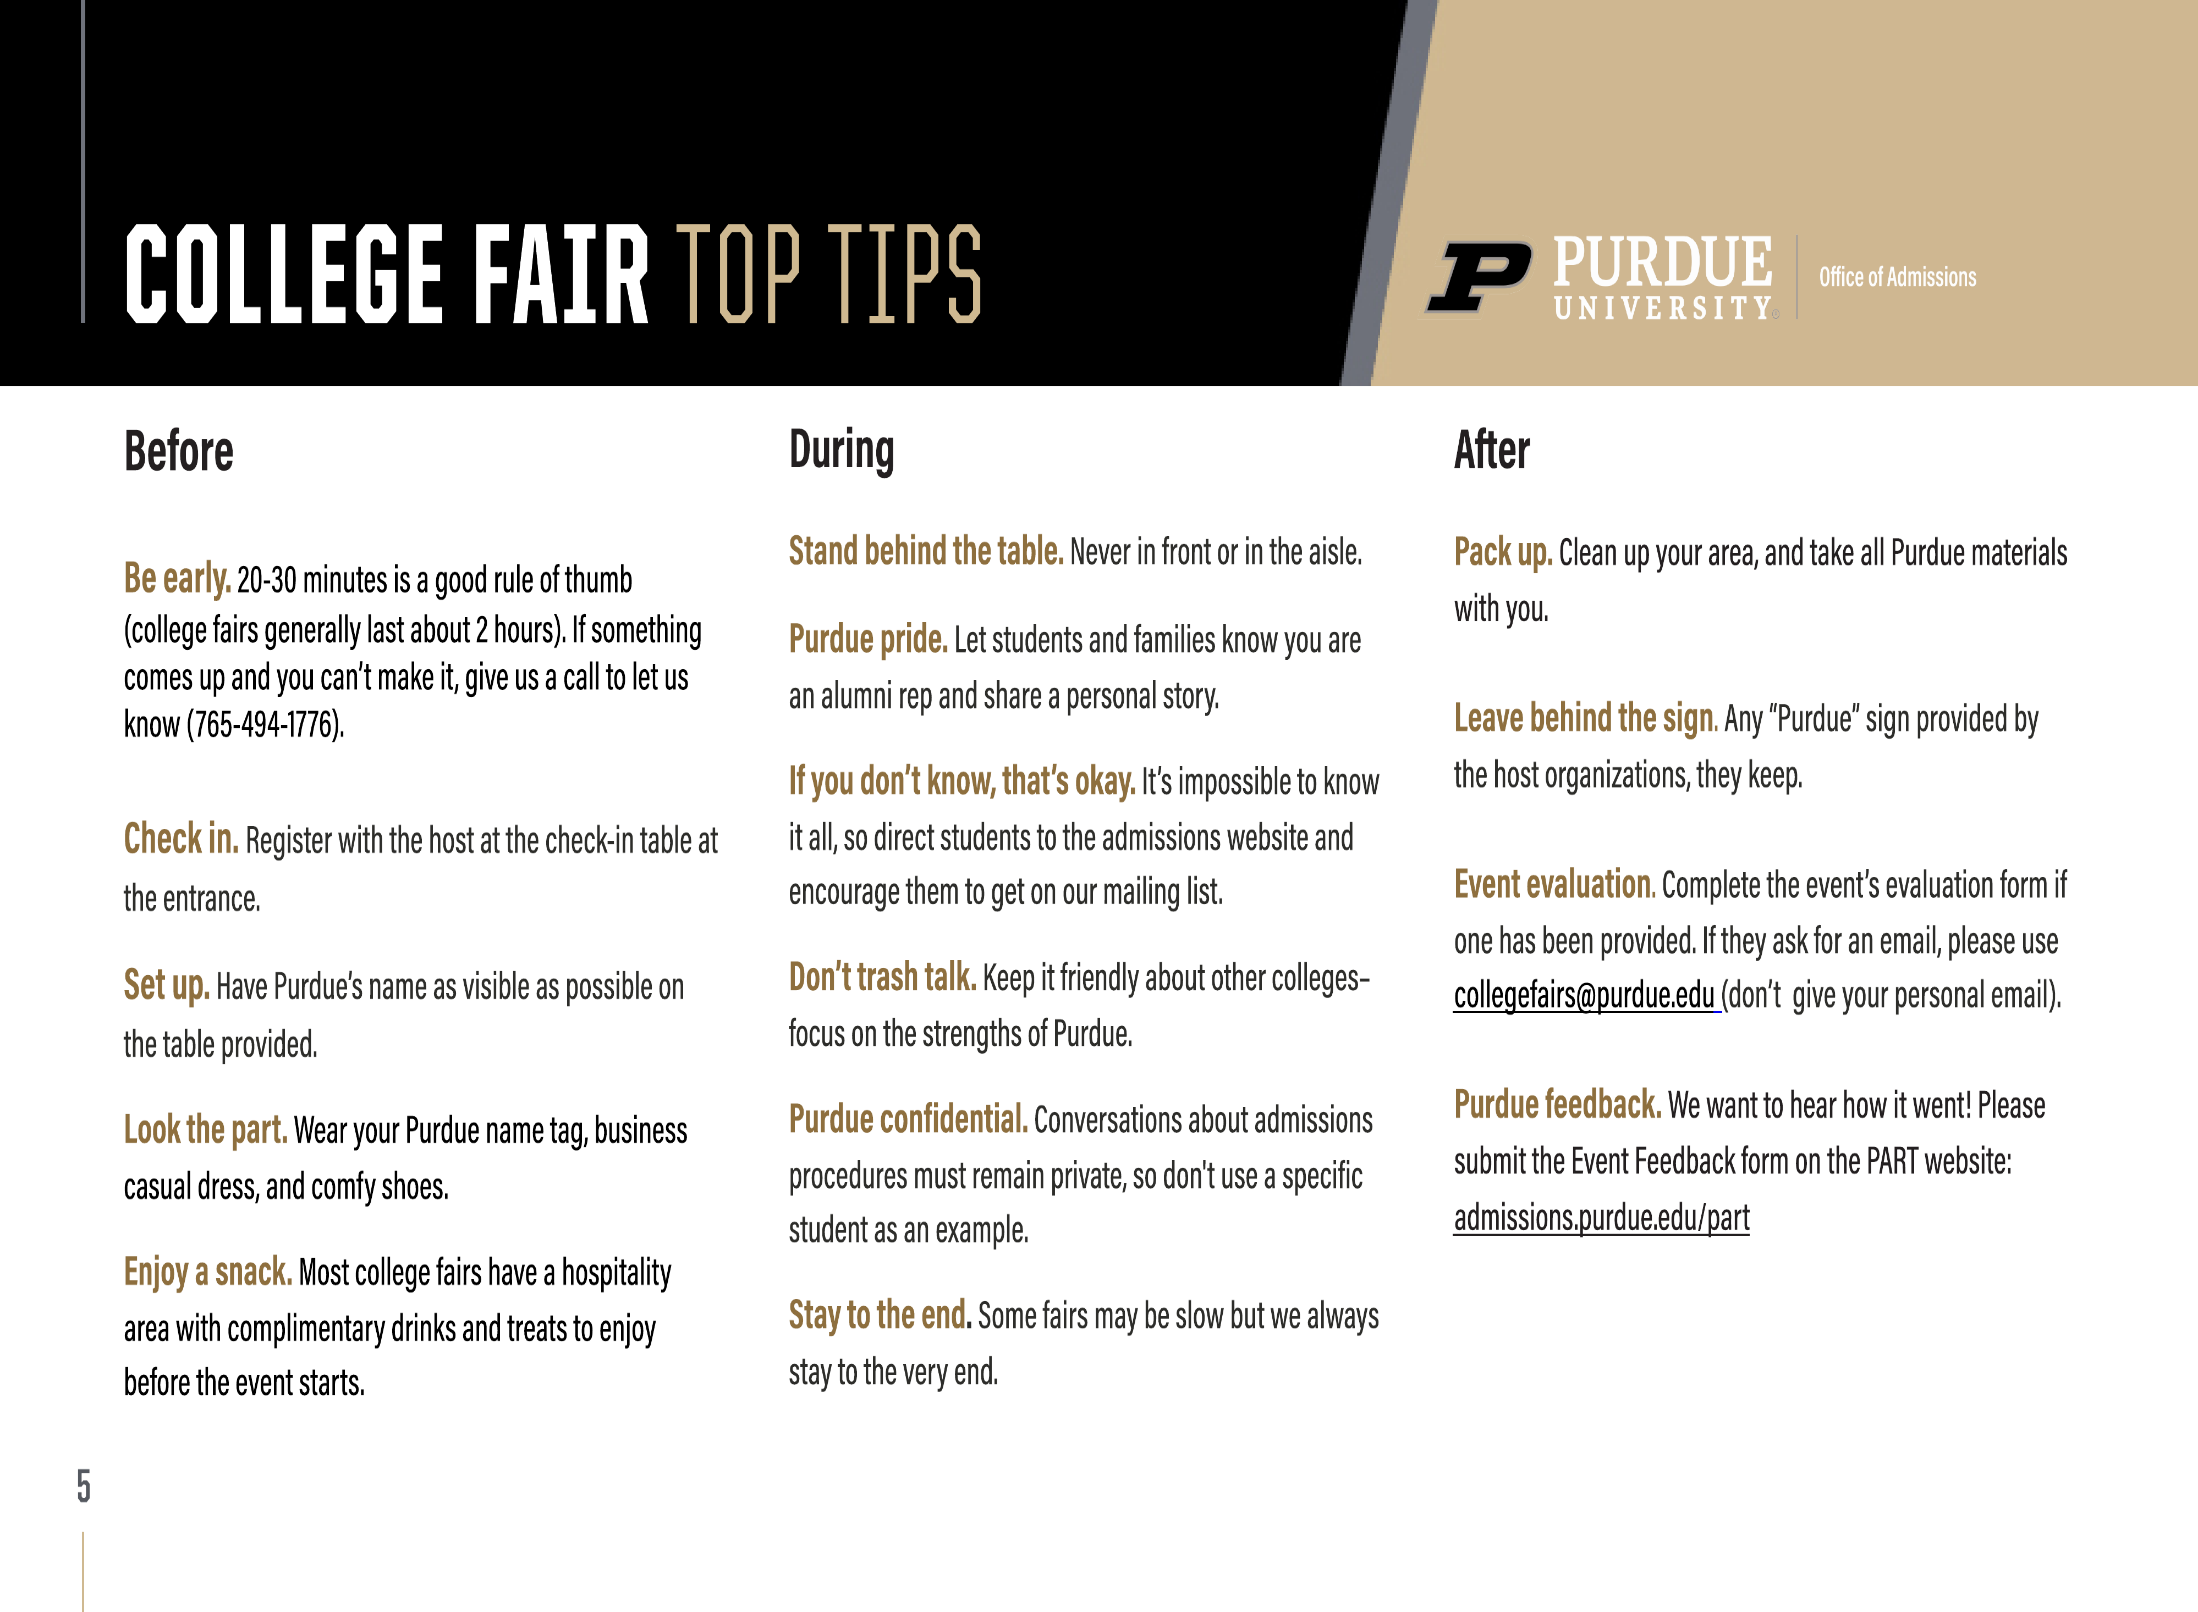 COLLEGE FAIR TOP TIPS
P PURDUE
UNIVERSITY®
Office of Admissions
Before
Be early. 20-30 minutes is a good rule of thumb
(college fairs generally last about 2 hours). If something
comes up and you can’t make it, give us a call to let us
know (765-494-1776).
Check in. Register with the host at the check-in table at
the entrance.
Set up. Have Purdue’s name as visible as possible on
the table provided.
Look the part. Wear your Purdue name tag, business
casual dress, and comfy shoes.
Enjoy a snack. Most college fairs have a hospitality
area with complimentary drinks and treats to enjoy
before the event starts.
During
Stand behind the table. Never in front or in the aisle.
Purdue pride. Let students and families know you are
an alumni rep and share a personal story.
If you don’t know, that’s okay. It’s impossible to know
it all, so direct students to the admissions website and
encourage them to get on our mailing list.
Don’t trash talk. Keep it friendly about other colleges–
focus on the strengths of Purdue.
Purdue confidential. Conversations about admissions
procedures must remain private, so don't use a specific
student as an example.
Stay to the end. Some fairs may be slow but we always
stay to the very end.
After
Pack up. Clean up your area, and take all Purdue materials
with you.
Leave behind the sign. Any “Purdue” sign provided by
the host organizations, they keep.
Event evaluation. Complete the event’s evaluation form if
one has been provided. If they ask for an email, please use
collegefairs@purdue.edu (don’t give your personal email).
Purdue feedback. We want to hear how it went! Please
submit the Event Feedback form on the PART website:
admissions.purdue.edu/part
5